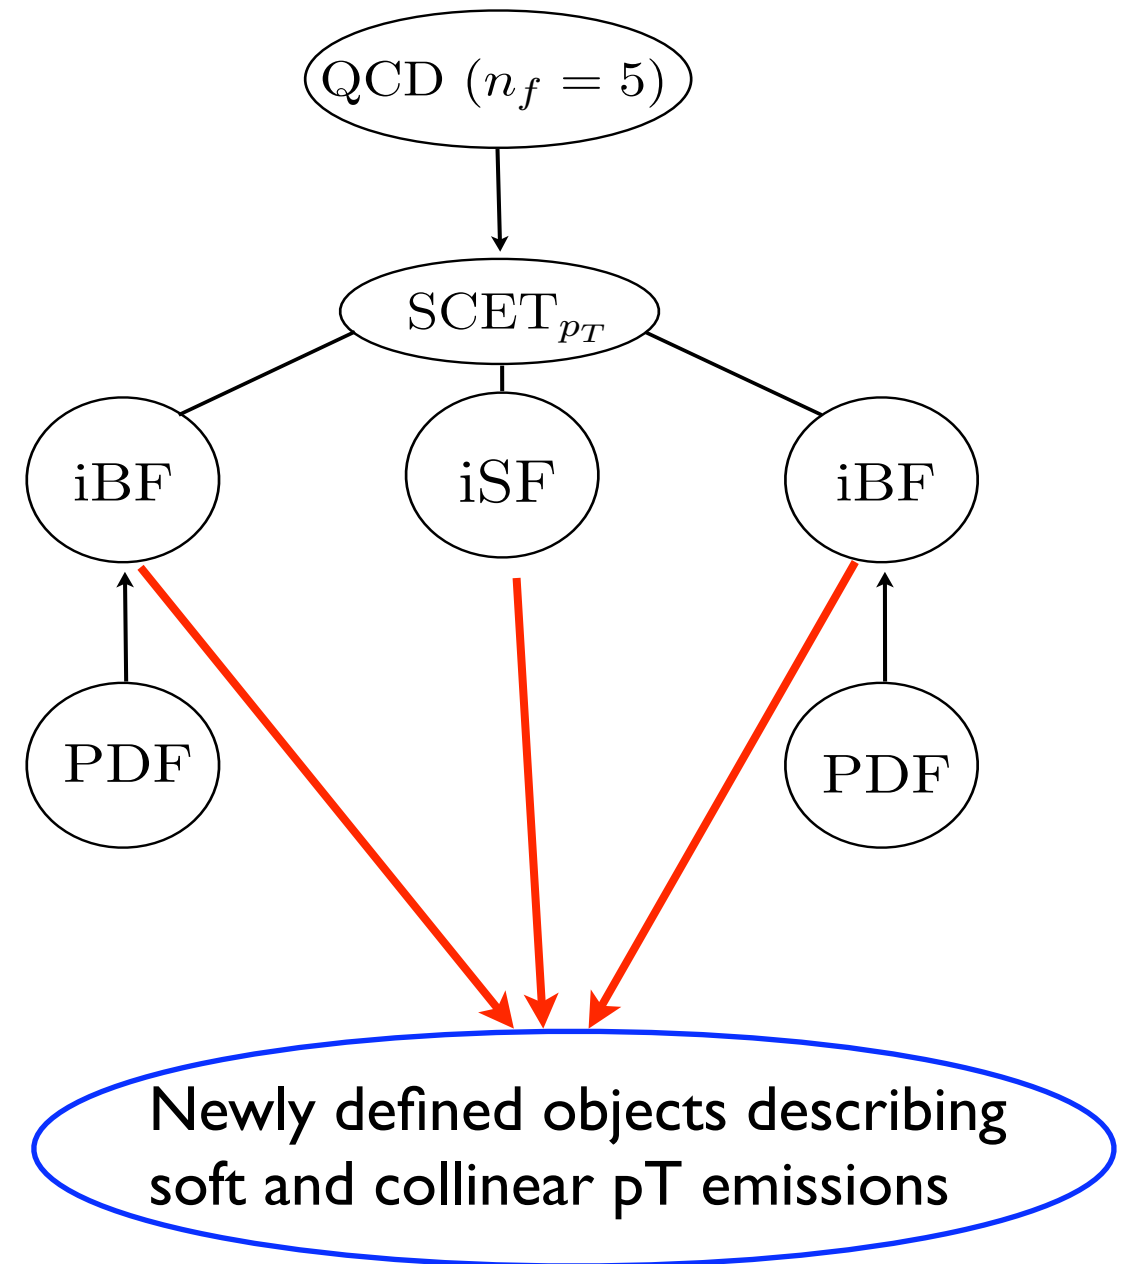 QCD (n_f = 5)
SCET_{p_T}
iBF
iSF
iBF
PDF
PDF
Newly defined objects describing
soft and collinear pT emissions